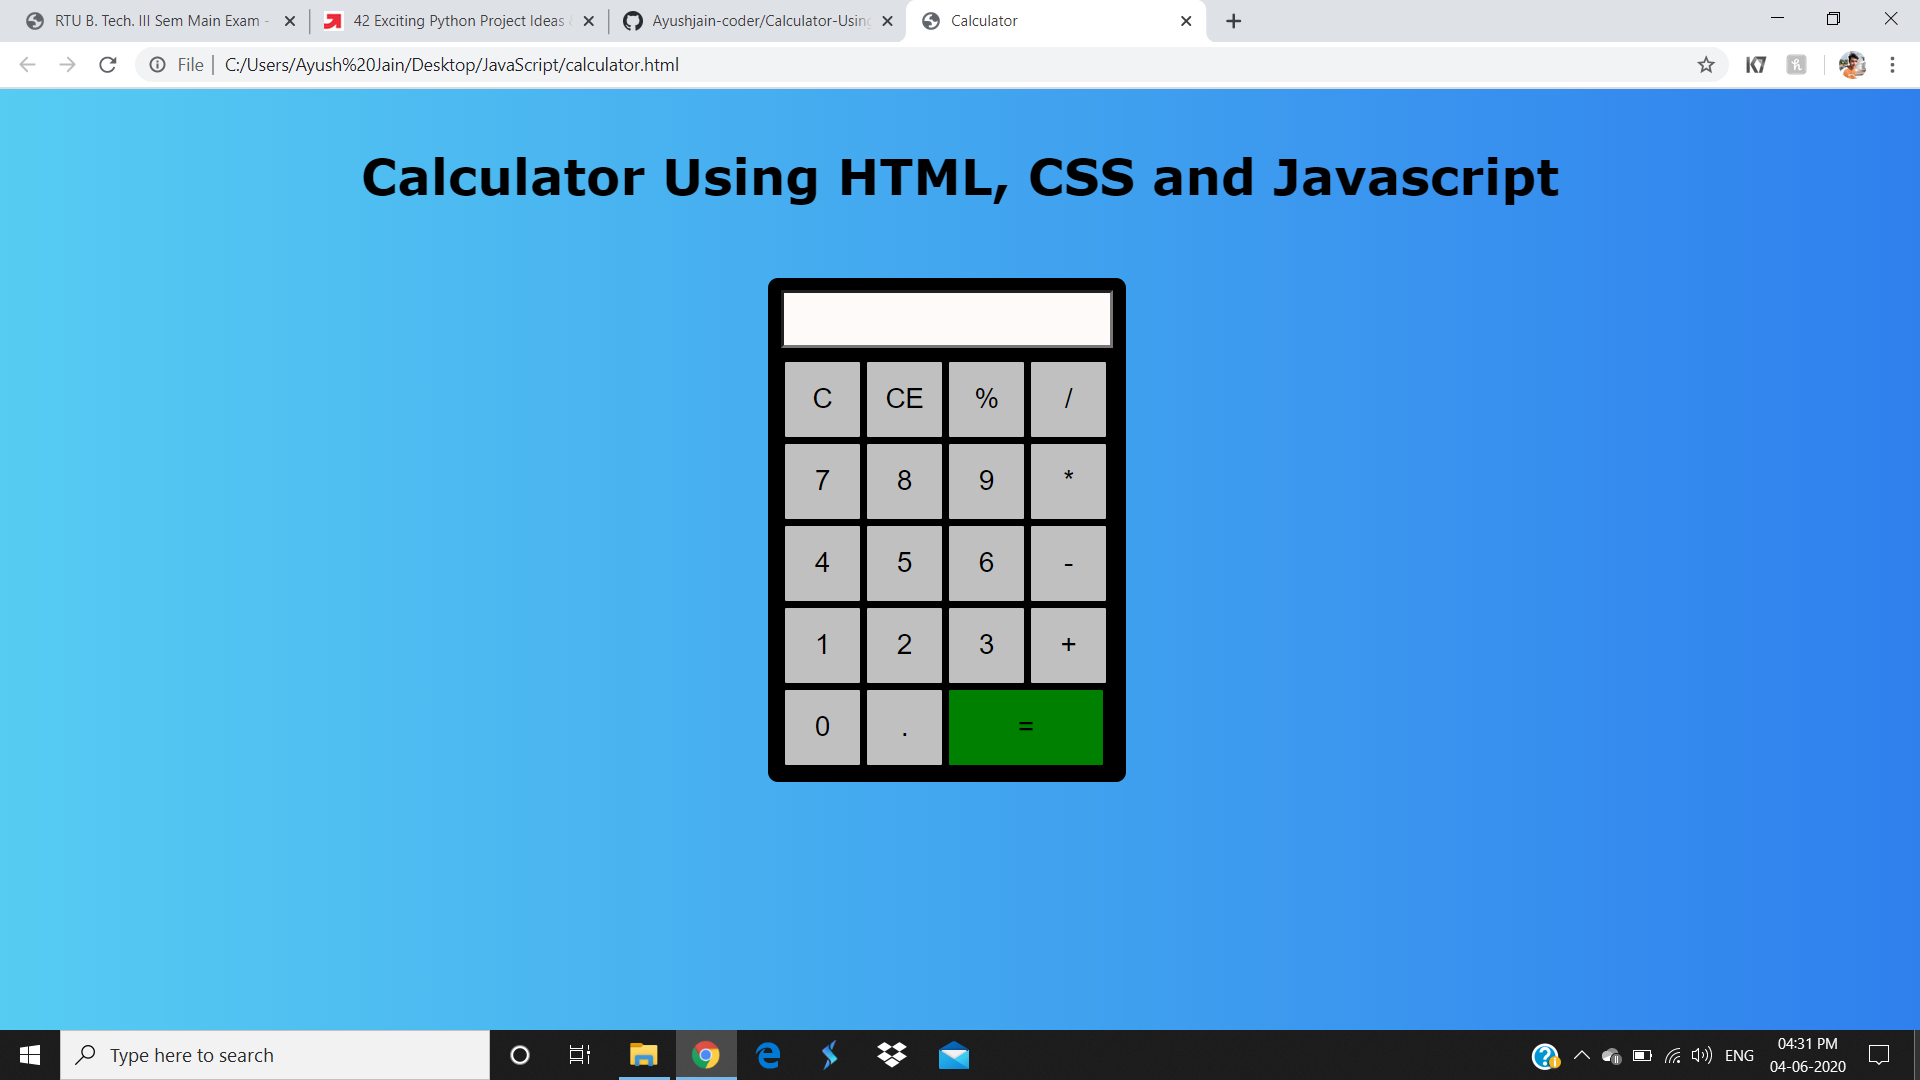 RTU B. Tech. III Sem Main Exam -
42 Exciting Python Project Ideas
Ayushjain-coder/Calculator-Using
Calculator
File
C:/Users/Ayush%20Jain/Desktop/JavaScript/calculator.html
K7
h
Calculator Using HTML, CSS and Javascript
C CE % /
7 8 9 *
4 5 6 -
1 2 3 +
0 . =
Type here to search
ENG
04:31 PM
04-06-2020